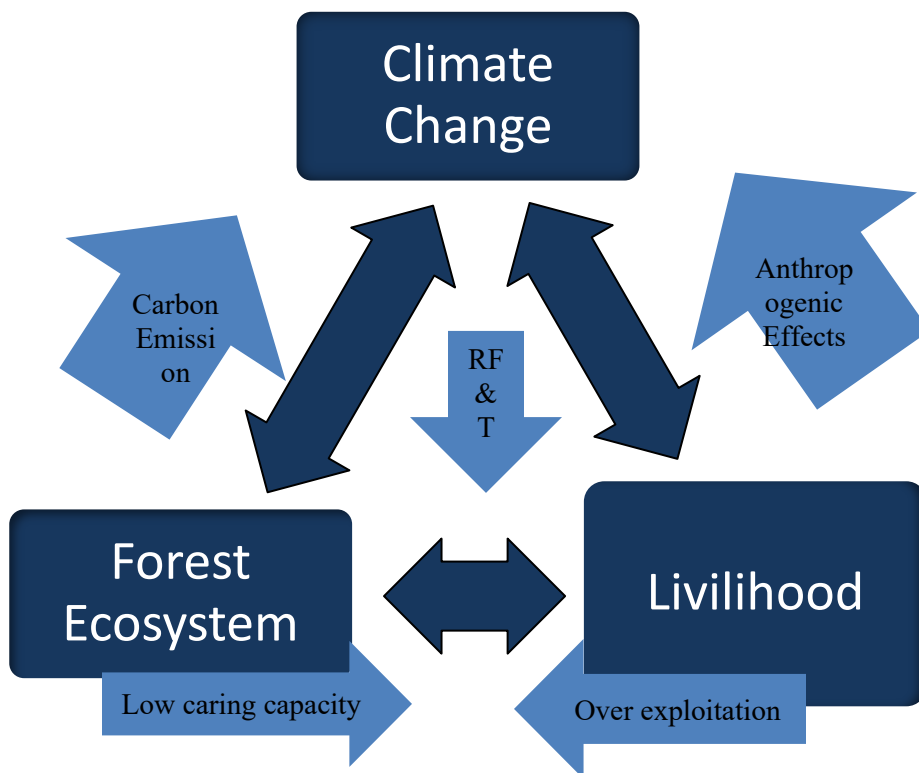 Climate
Change
Carbon
Emissi
on
Anthrop
ogenic
Effects
RF
&
T
Forest
Ecosystem
Livilihood
Low caring capacity
Over exploitation